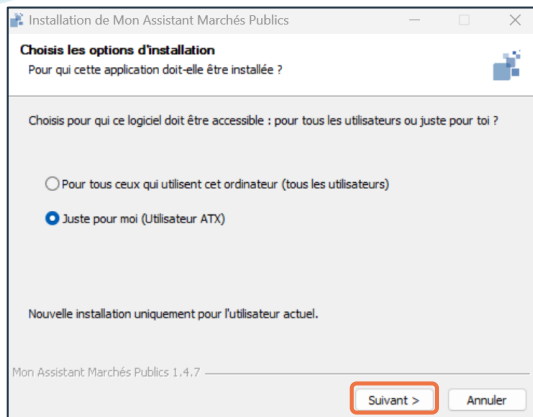 Installation de Mon Assistant Marchés Publics
Choisis les options d'installation
Pour qui cette application doit-elle être installée ?
Choisis pour qui ce logiciel doit être accessible : pour tous les utilisateurs ou juste pour toi ?
Pour tous ceux qui utilisent cet ordinateur (tous les utilisateurs)
Juste pour moi (Utilisateur ATX)
Nouvelle installation uniquement pour l'utilisateur actuel.
Mon Assistant Marchés Publics 1.4.7
Suivant > Annuler